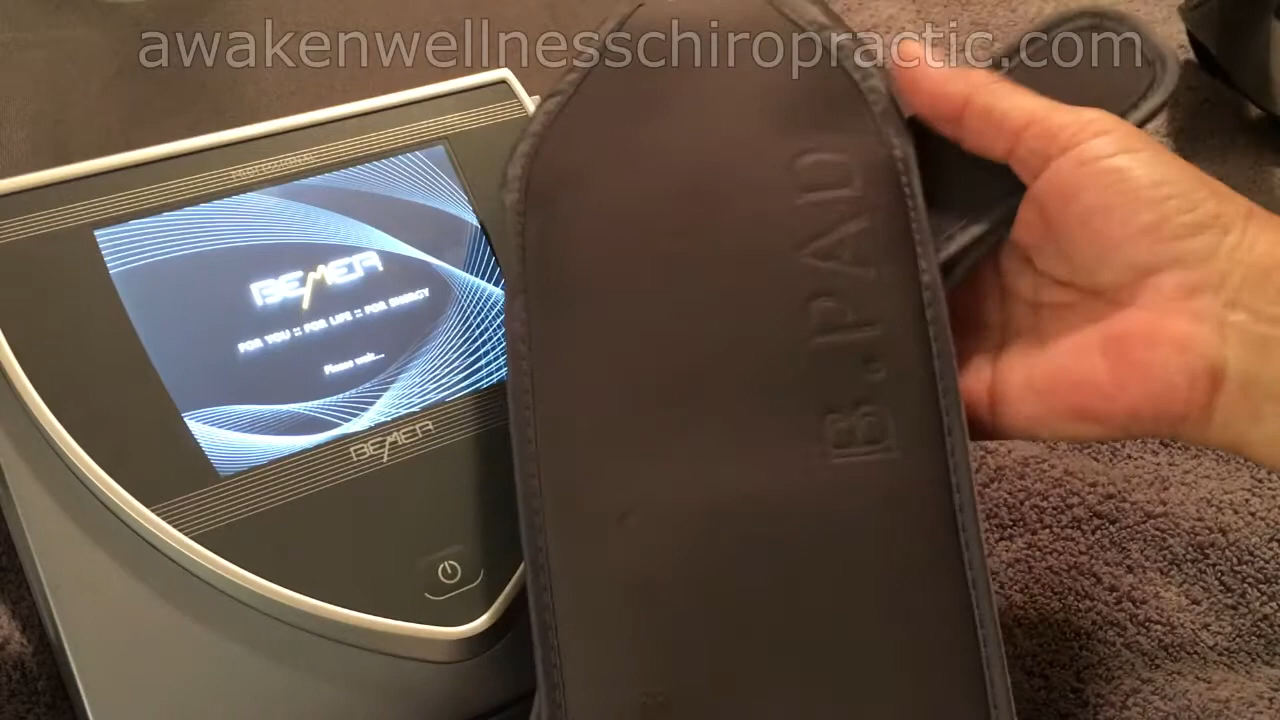 awakenwellnesschiropractic.com
BEMER
FOR YOU :: FOR LIFE :: FOR ENERGY
Please wait...
BEMER
B.PAD